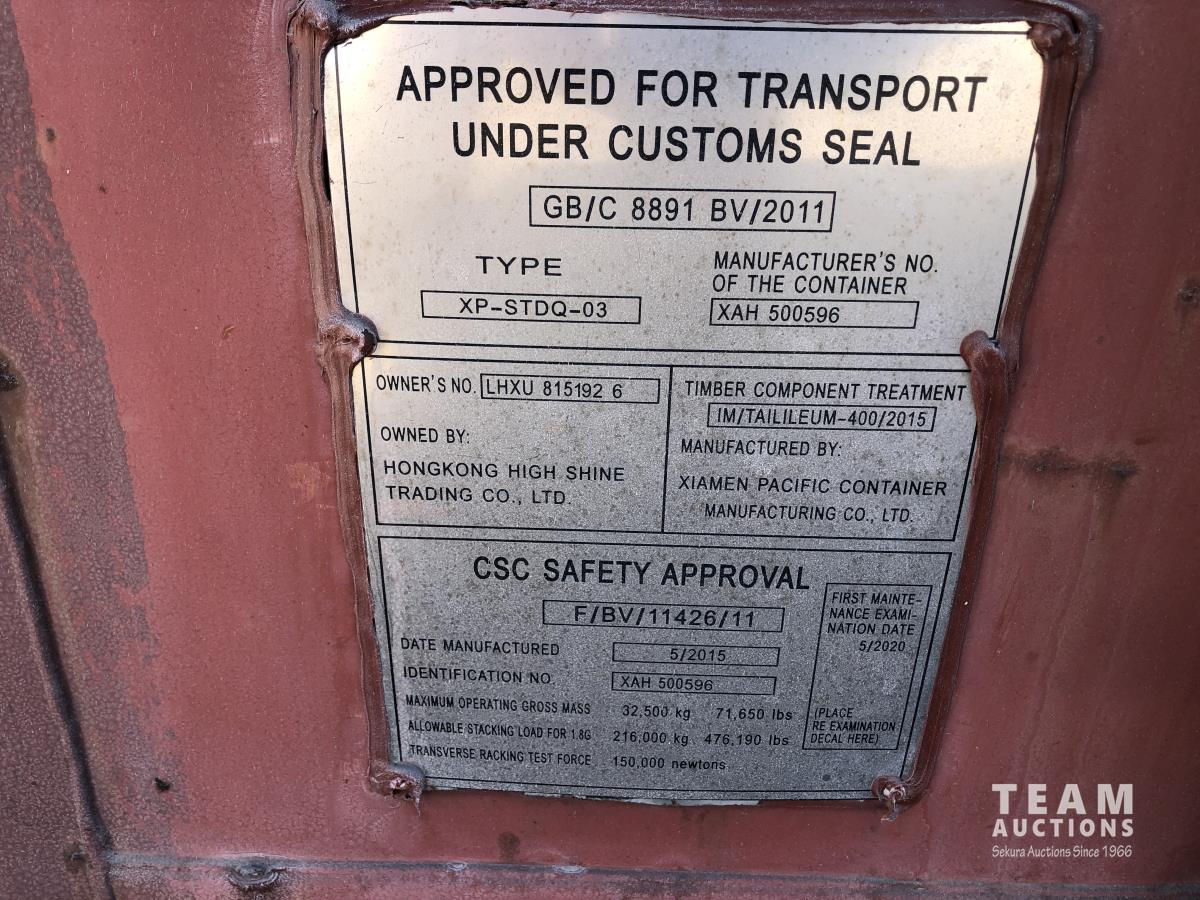 APPROVED FOR TRANSPORT
UNDER CUSTOMS SEAL
GB/C 8891 BV/2011
TYPE
XP-STDQ-03
MANUFACTURER'S NO.
OF THE CONTAINER
XAH 500596
OWNER'S NO. LHXU 815192 6
OWNED BY:
HONGKONG HIGH SHINE
TRADING CO., LTD.
TIMBER COMPONENT TREATMENT
IM/TAILILEUM-400/2015
MANUFACTURED BY:
XIAMEN PACIFIC CONTAINER
MANUFACTURING CO., LTD.
CSC SAFETY APPROVAL
F/BV/11426/11
DATE MANUFACTURED 5/2015
IDENTIFICATION NO. XAH 500596
MAXIMUM OPERATING GROSS MASS 32,500 kg 71,650 lbs
ALLOWABLE STACKING LOAD FOR 1.8G 216,000 kg 476,190 lbs
TRANSVERSE RACKING TEST FORCE 150,000 newtons
FIRST MAINTE-
NANCE EXAMI-
NATION DATE
5/2020
(PLACE
RE EXAMINATION
DECAL HERE)
TEAM
AUCTIONS
Sekura Auctions Since 1966